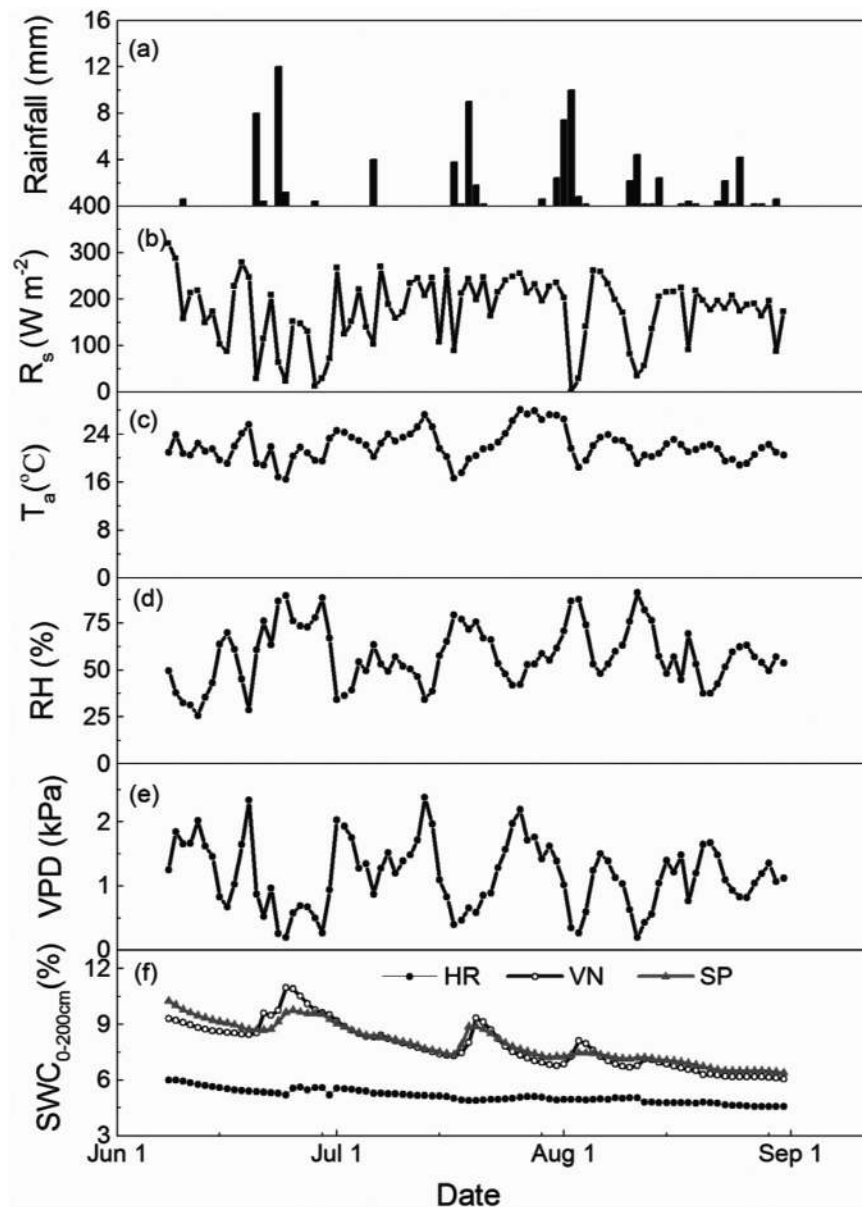 (a)
Rainfall (mm)
16
12
8
4
400
(b)
R_s(W m^-2)
300
200
100
0
(c)
T_a(°C)
24
16
8
0
(d)
RH (%)
75
50
25
0
(e)
VPD (kPa)
2
1
0
(f)
SWC_0-200cm(%)
HR VN SP
12
9
6
3
Jun 1 Jul 1 Aug 1 Sep 1
Date